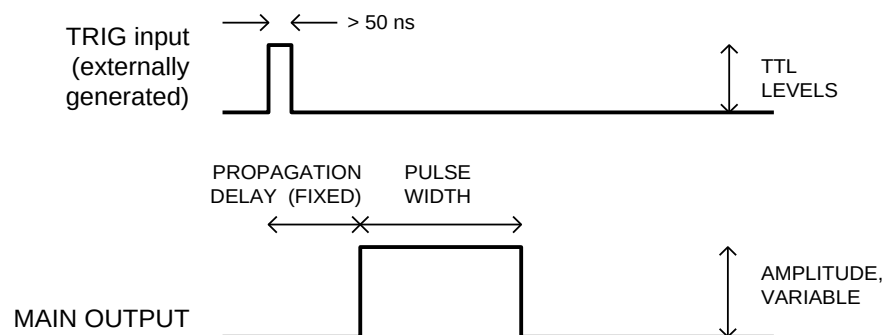 > 50 ns
TRIG input
(externally
generated)
TTL
LEVELS
PROPAGATION
DELAY (FIXED)
PULSE
WIDTH
AMPLITUDE,
VARIABLE
MAIN OUTPUT